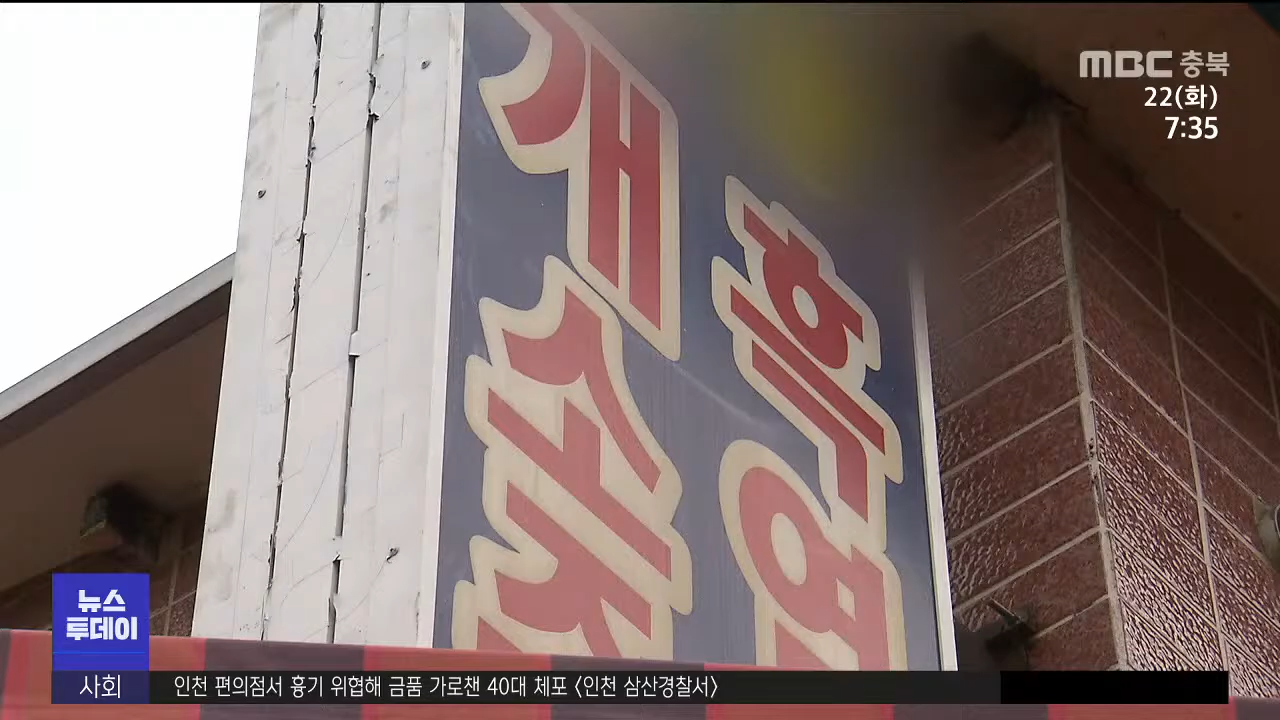 MBC 충북
22(화)
7:35
개소
흑염
뉴스
투데이
사회
인천 편의점서 흉기 위협해 금품 가로챈 40대 체포 <인천 삼산경찰서>